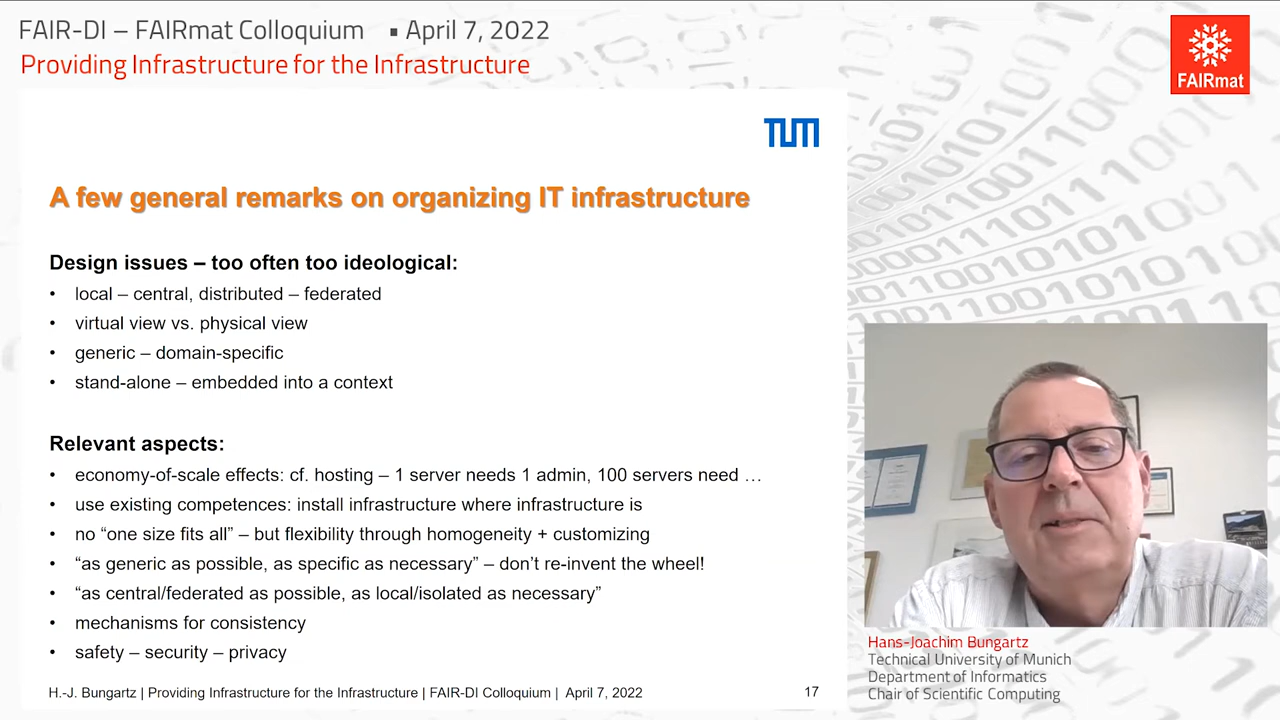 FAIR-DI – FAIRmat Colloquium ▪ April 7, 2022
Providing Infrastructure for the Infrastructure
FAIRmat
TUM
A few general remarks on organizing IT infrastructure
Design issues – too often too ideological:
• local – central, distributed – federated
• virtual view vs. physical view
• generic – domain-specific
• stand-alone – embedded into a context
Relevant aspects:
• economy-of-scale effects: cf. hosting – 1 server needs 1 admin, 100 servers need …
• use existing competences: install infrastructure where infrastructure is
• no “one size fits all” – but flexibility through homogeneity + customizing
• “as generic as possible, as specific as necessary” – don’t re-invent the wheel!
• “as central/federated as possible, as local/isolated as necessary”
• mechanisms for consistency
• safety – security – privacy
H.-J. Bungartz | Providing Infrastructure for the Infrastructure | FAIR-DI Colloquium | April 7, 2022
17
Hans-Joachim Bungartz
Technical University of Munich
Department of Informatics
Chair of Scientific Computing